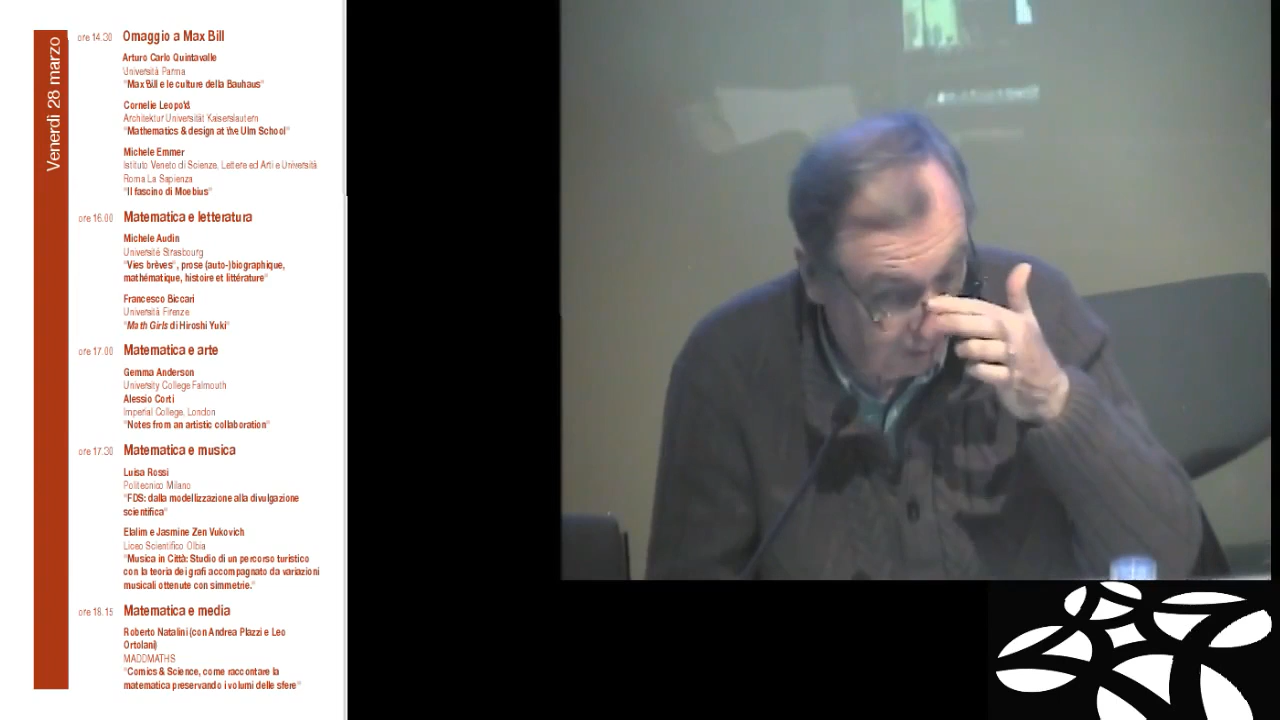 Venerdì 28 marzo
ore 14.30 Omaggio a Max Bill
Arturo Carlo Quintavalle
Università Parma
"Max Bill e le culture della Bauhaus"
Cornelie Leopold
Architektur Universität Kaiserslautern
"Mathematics & design at the Ulm School"
Michele Emmer
Istituto Veneto di Scienze, Lettere ed Arti e Università
Roma La Sapienza
"Il fascino di Moebius"
ore 16.00 Matematica e letteratura
Michele Audin
Université Strasbourg
"Vies brèves", prose (auto-)biographique,
mathématique, histoire et littérature"
Francesco Biccari
Università Firenze
"Math Girls di Hiroshi Yuki"
ore 17.00 Matematica e arte
Gemma Anderson
University College Falmouth
Alessio Corti
Imperial College, London
"Notes from an artistic collaboration"
ore 17.30 Matematica e musica
Luisa Rossi
Politecnico Milano
"FDS: dalla modellizzazione alla divulgazione
scientifica"
Elalim e Jasmine Zen Vukovich
Liceo Scientifico Olbia
"Musica in Città: Studio di un percorso turistico
con la teoria dei grafi accompagnato da variazioni
musicali ottenute con simmetrie."
ore 18.15 Matematica e media
Roberto Natalini (con Andrea Plazzi e Leo
Ortolani)
MADDMATHS
"Comics & Science, come raccontare la
matematica preservando i volumi delle sfere"